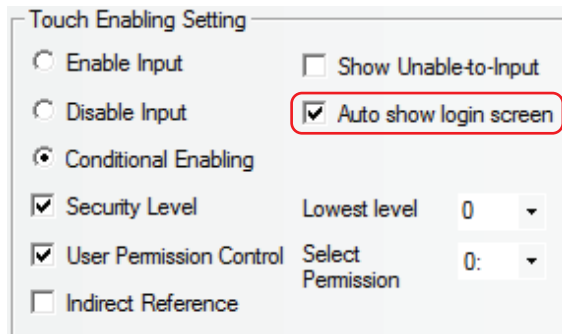 Touch Enabling Setting
Enable Input
Show Unable-to-Input
Disable Input
Auto show login screen
Conditional Enabling
Security Level
Lowest level
0
User Permission Control
Select
Permission
0:
Indirect Reference